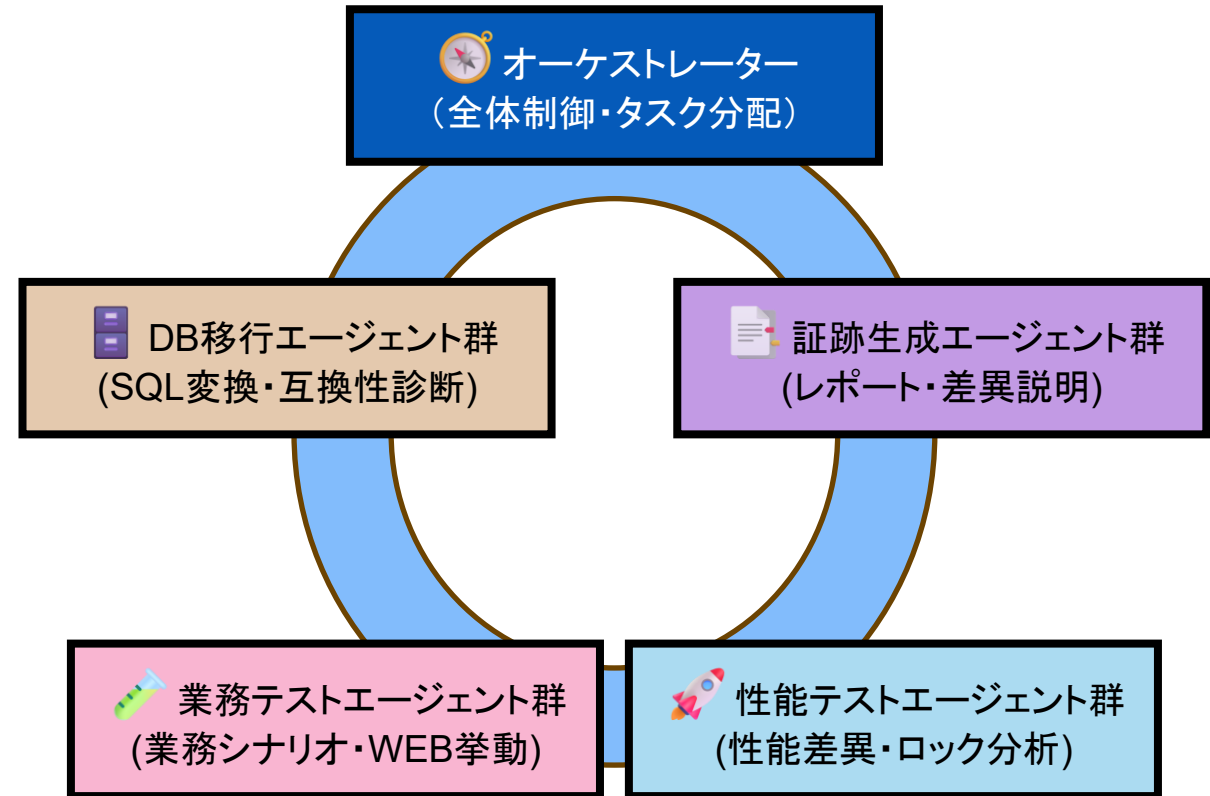 オーケストレーター
（全体制御・タスク分配）
DB移行エージェント群
(SQL変換・互換性診断)
証跡生成エージェント群
(レポート・差異説明)
業務テストエージェント群
(業務シナリオ・WEB挙動)
性能テストエージェント群
(性能差異・ロック分析)